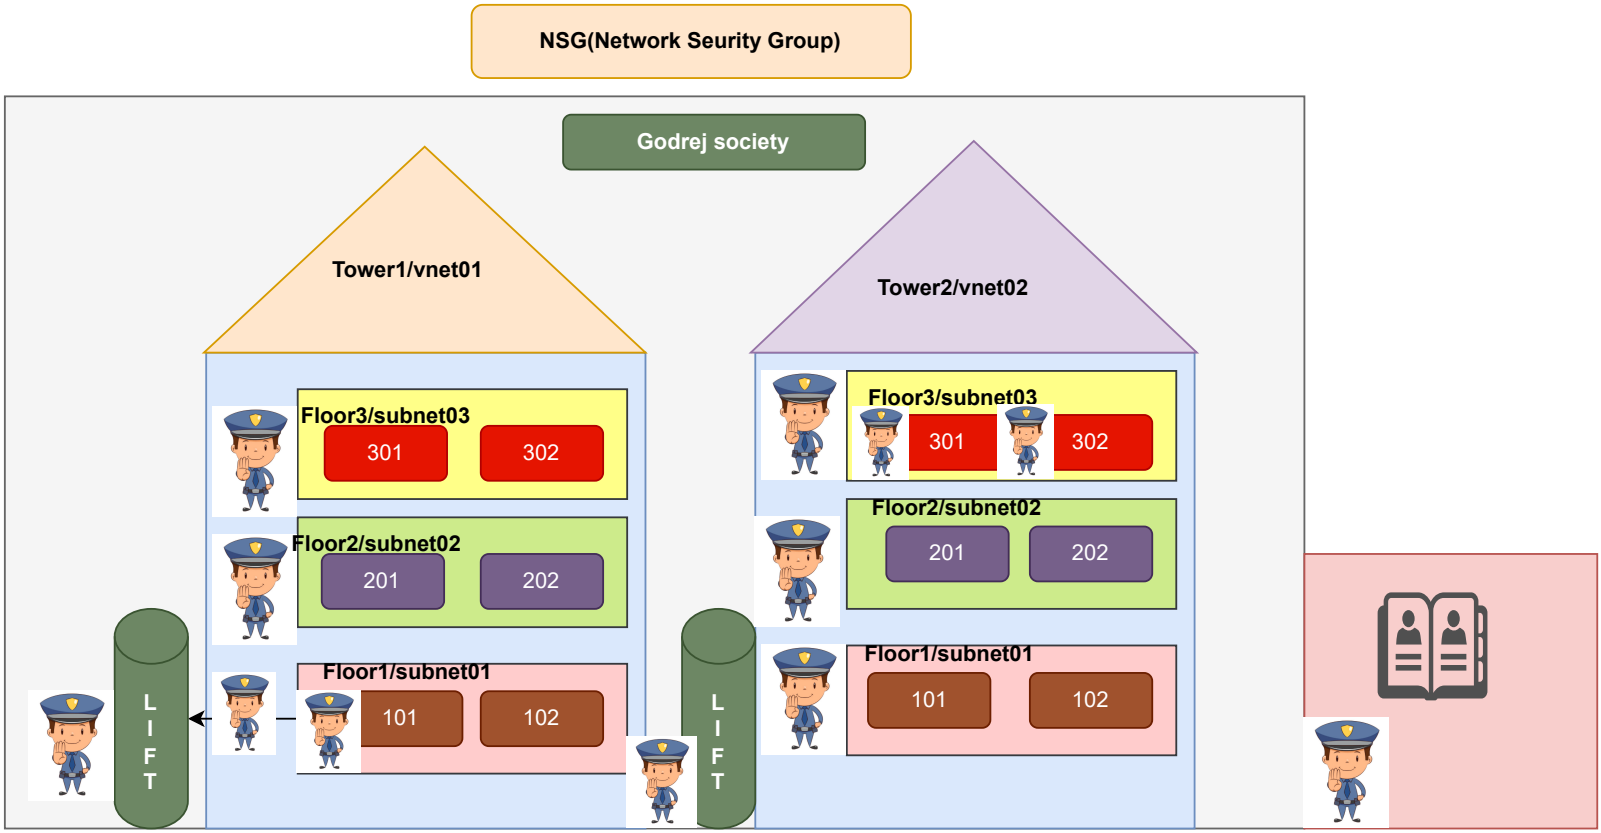 NSG(Network Seurity Group)
Godrej society
Tower1/vnet01
Tower2/vnet02
Floor3/subnet03
301
302
Floor2/subnet02
201
202
Floor1/subnet01
101
102
Floor3/subnet03
301
302
Floor2/subnet02
201
202
Floor1/subnet01
101
102
L
I
F
T
L
I
F
T